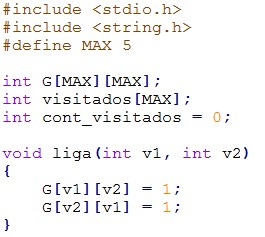 #include <stdio.h>
#include <string.h>
#define MAX 5
int G[MAX][MAX];
int visitados[MAX];
int cont_visitados = 0;
void liga(int v1, int v2)
{
G[v1][v2] = 1;
G[v2][v1] = 1;
}